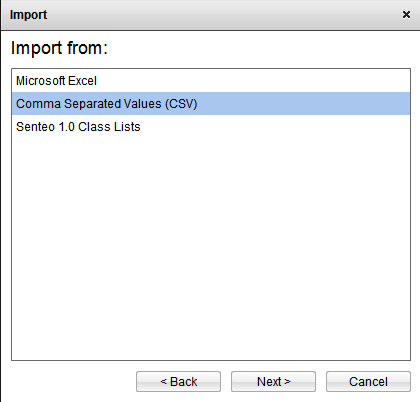 Import
Import from:
Microsoft Excel
Comma Separated Values (CSV)
Senteo 1.0 Class Lists
< Back Next > Cancel